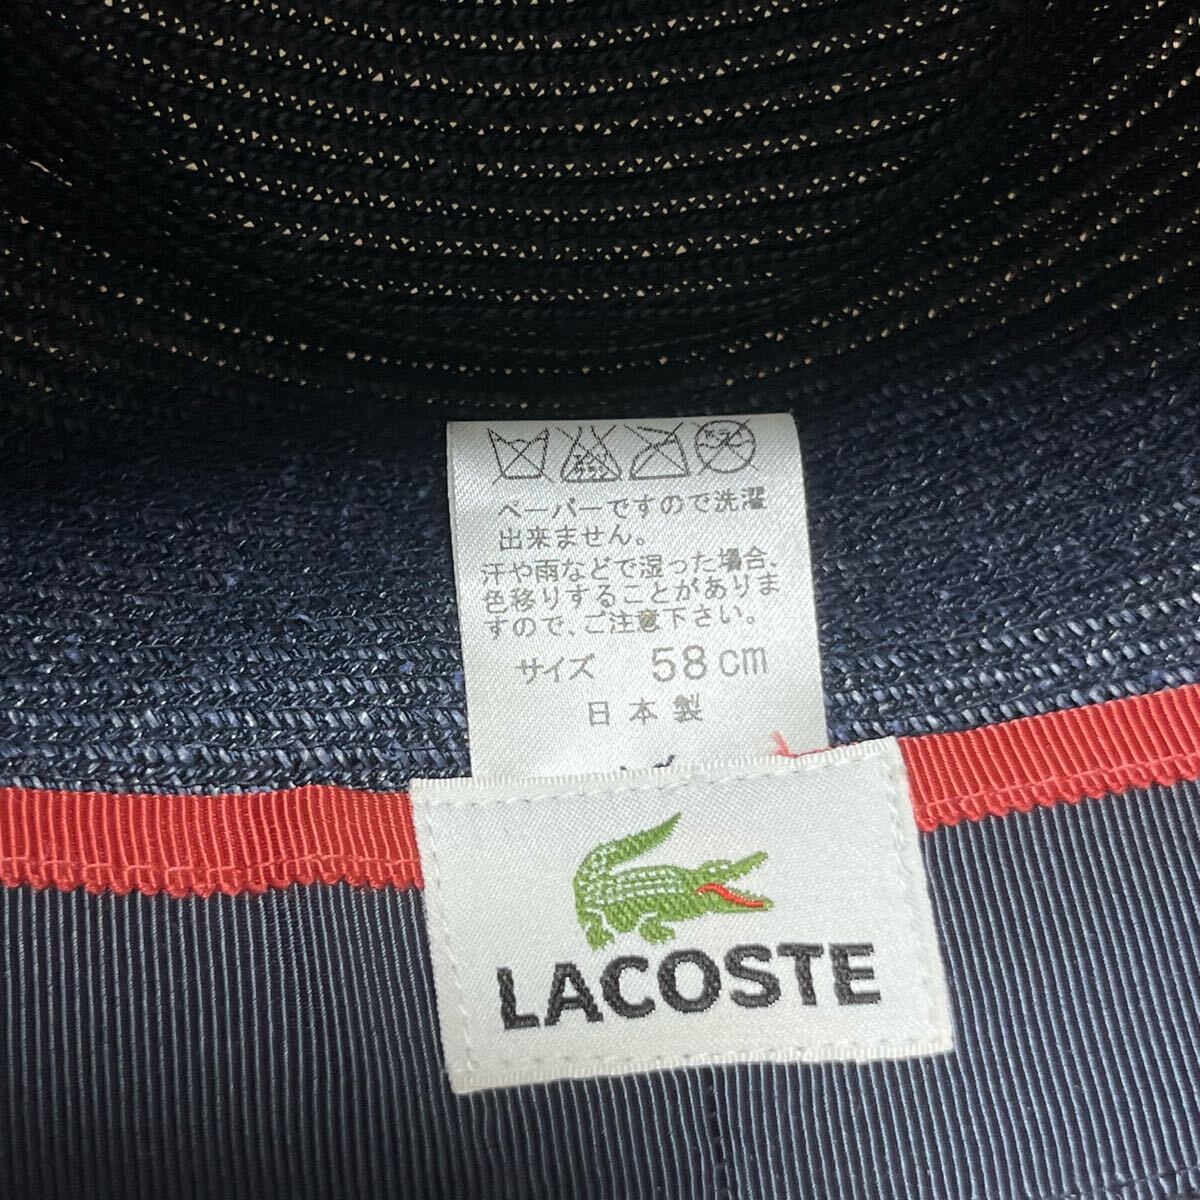 ペーパーですので洗濯
出来ません。
汗や雨などで湿った場合、
色移りすることがありま
すので、ご注意下さい。
サイズ 58cm
日本製
LACOSTE